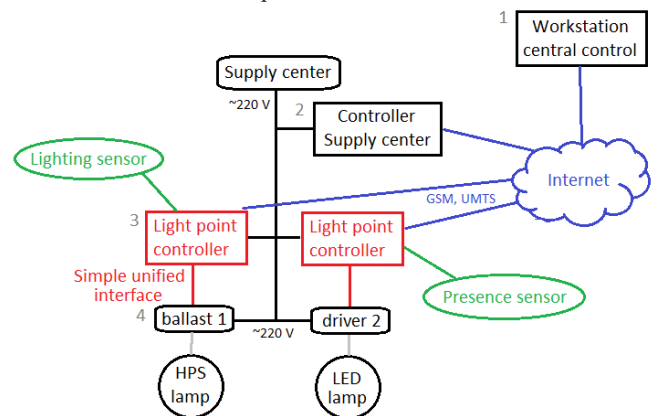 1
Workstation
central control
Supply center
~220 V
2
Controller
Supply center
Lighting sensor
Internet
GSM, UMTS
3
Light point
controller
Light point
controller
Simple unified
interface
Presence sensor
4
ballast 1
~220 V
driver 2
HPS
lamp
LED
lamp